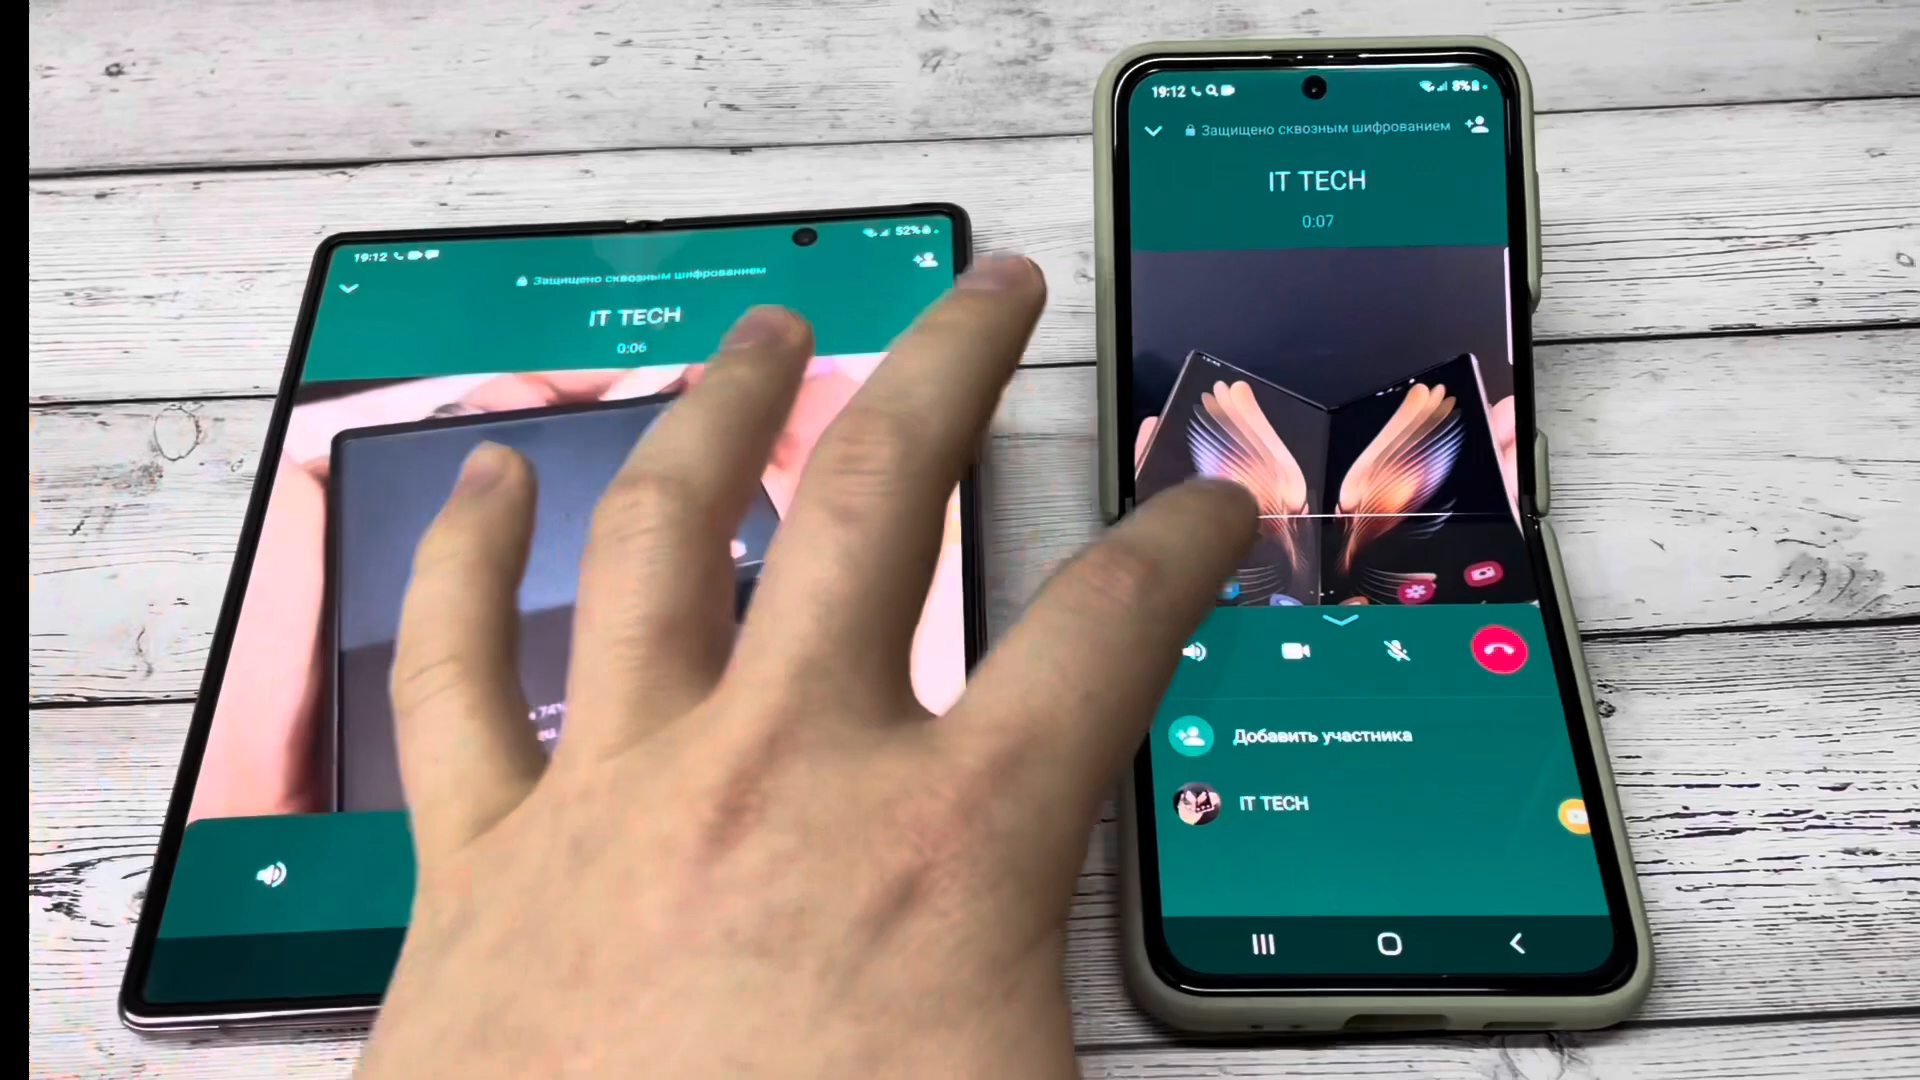 19:12
52%
Защищено сквозным шифрованием
IT TECH
0:06
19:12
8%
Защищено сквозным шифрованием
IT TECH
0:07
Добавить участника
IT TECH